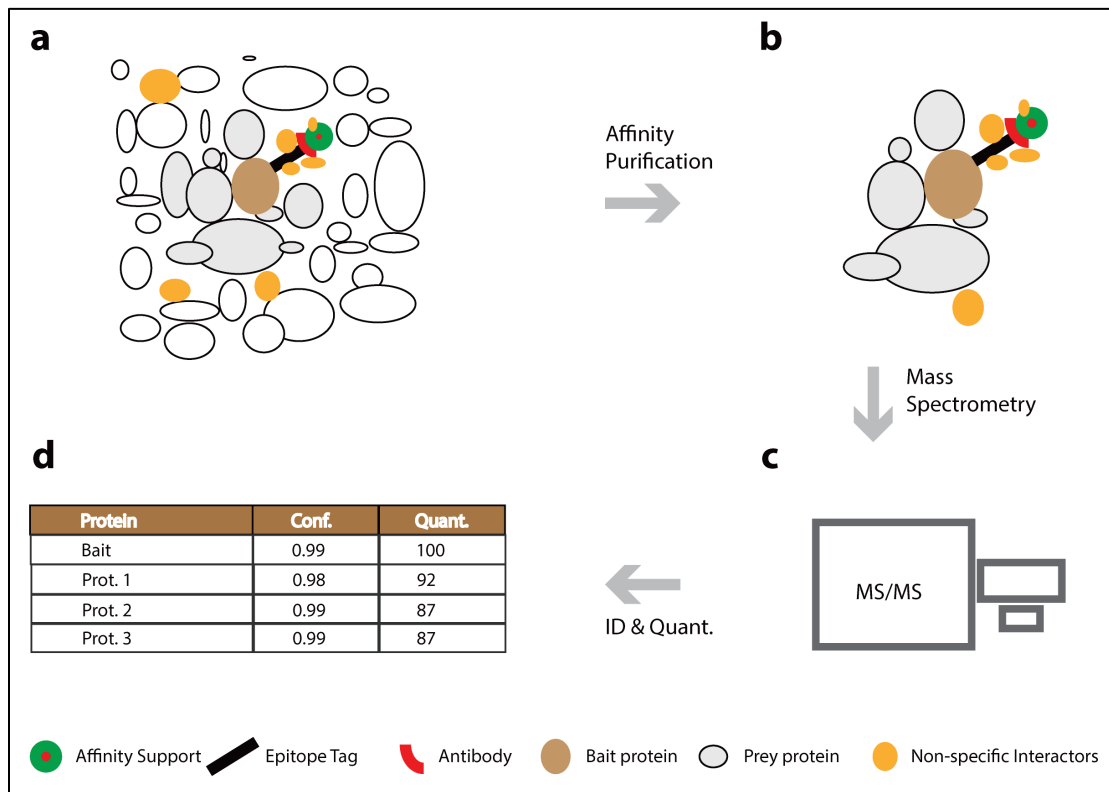 a
b
Affinity
Purification
Mass
Spectrometry
d
c
Protein Conf. Quant.
Bait 0.99 100
Prot. 1 0.98 92
Prot. 2 0.99 87
Prot. 3 0.99 87
ID & Quant.
MS/MS
Affinity Support Epitope Tag Antibody Bait protein Prey protein Non-specific Interactors